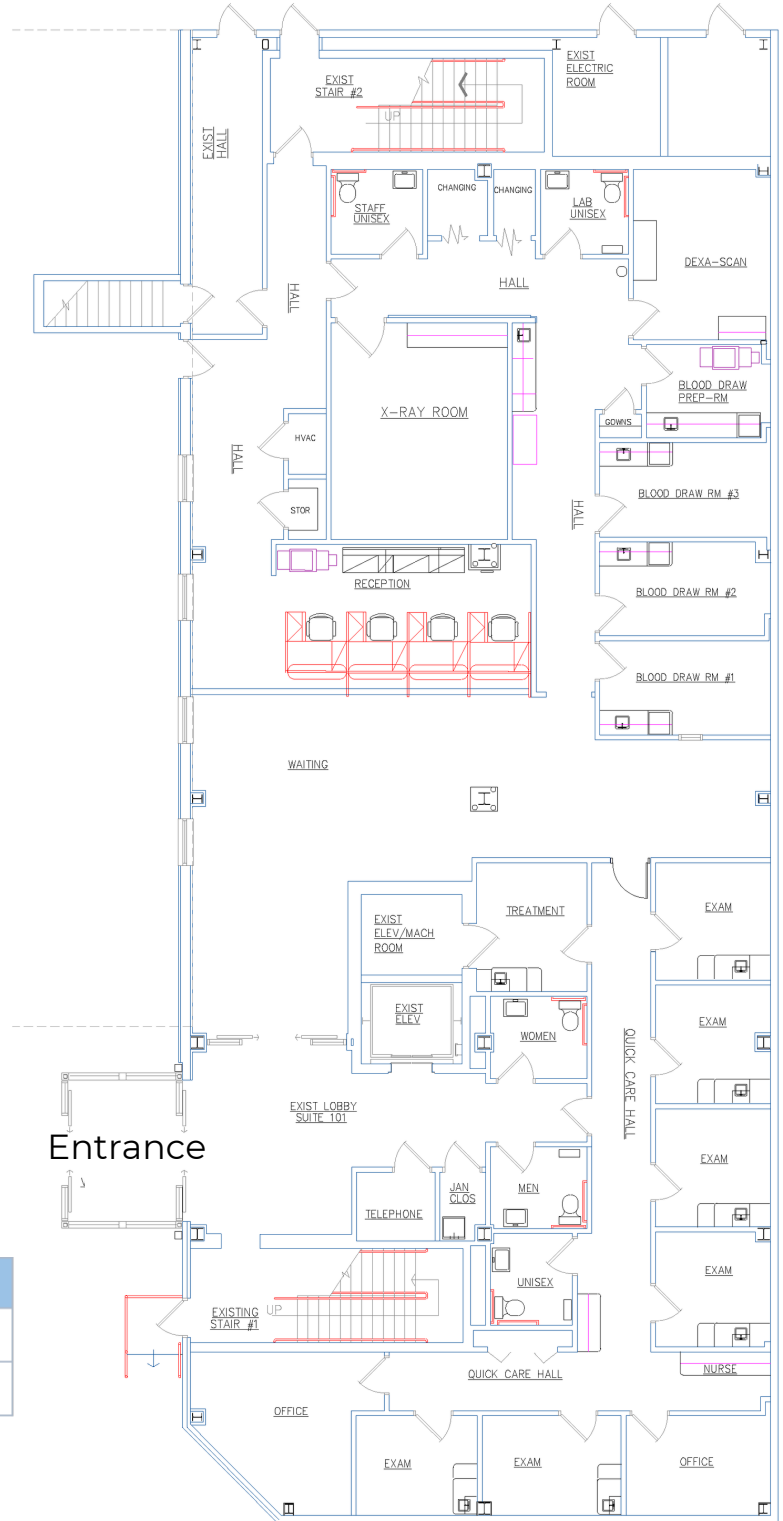 EXIST
ELECTRIC
ROOM
EXIST
STAIR #2
UP
EXIST
HALL
CHANGING
CHANGING
STAFF
UNISEX
LAB
UNISEX
DEXA-SCAN
HALL
HALL
BLOOD DRAW
PREP-RM
X-RAY ROOM
GOWNS
HVAC
HALL
BLOOD DRAW RM #3
STOR
HALL
RECEPTION
BLOOD DRAW RM #2
BLOOD DRAW RM #1
WAITING
TREATMENT
EXAM
EXIST
ELEV/MACH
ROOM
EXIST
ELEV
EXAM
WOMEN
QUICK CARE HALL
EXIST LOBBY
SUITE 101
Entrance
EXAM
JAN
CLOS
MEN
TELEPHONE
EXAM
UNISEX
EXISTING
STAIR #1
UP
QUICK CARE HALL
NURSE
OFFICE
EXAM
EXAM
OFFICE